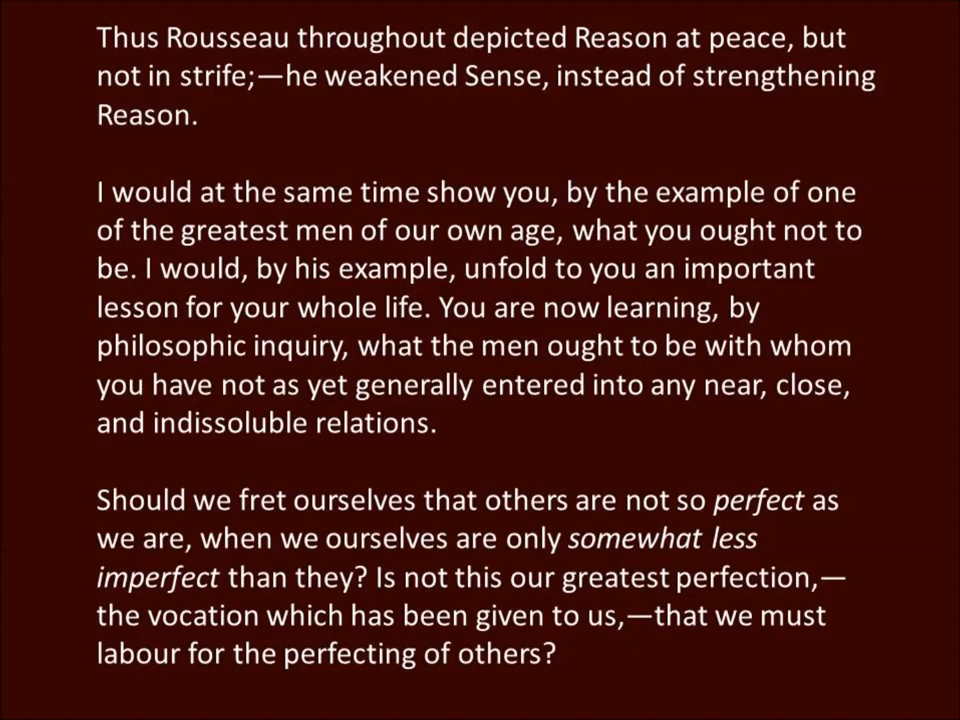 Thus Rousseau throughout depicted Reason at peace, but
not in strife;—he weakened Sense, instead of strengthening
Reason.
I would at the same time show you, by the example of one
of the greatest men of our own age, what you ought not to
be. I would, by his example, unfold to you an important
lesson for your whole life. You are now learning, by
philosophic inquiry, what the men ought to be with whom
you have not as yet generally entered into any near, close,
and indissoluble relations.
Should we fret ourselves that others are not so perfect as
we are, when we ourselves are only somewhat less
imperfect than they? Is not this our greatest perfection,—
the vocation which has been given to us,—that we must
labour for the perfecting of others?